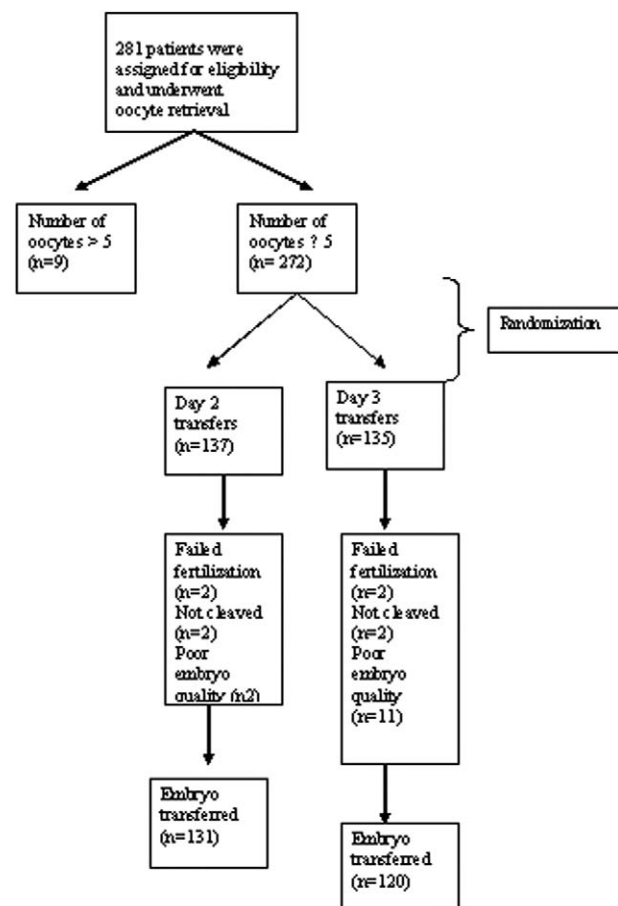 281 patients were
assigned for eligibility
and underwent
oocyte retrieval
Number of
oocytes > 5
(n=9)
Number of
oocytes ? 5
(n= 272)
Randomization
Day 2
transfers
(n=137)
Day 3
transfers
(n=135)
Failed
fertilization
(n=2)
Not cleaved
(n=2)
Poor
embryo
quality (n2)
Failed
fertilization
(n=2)
Not cleaved
(n=2)
Poor
embryo
quality
(n=11)
Embryo
transferred
(n=131)
Embryo
transferred
(n=120)